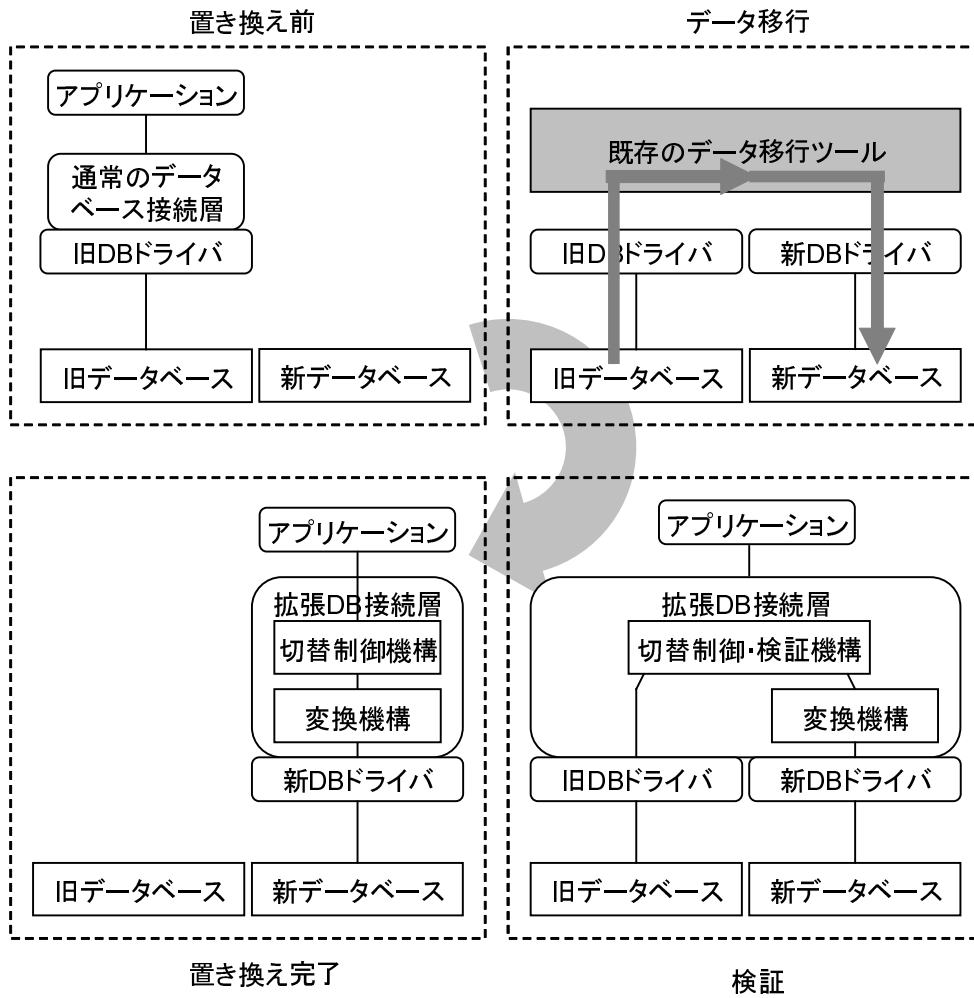 置き換え前
アプリケーション
通常のデータ
ベース接続層
旧DBドライバ
旧データベース
新データベース
データ移行
既存のデータ移行ツール
旧DBドライバ
新DBドライバ
旧データベース
新データベース
アプリケーション
拡張DB接続層
切替制御機構
変換機構
新DBドライバ
旧データベース
新データベース
置き換え完了
アプリケーション
拡張DB接続層
切替制御・検証機構
変換機構
旧DBドライバ
新DBドライバ
旧データベース
新データベース
検証